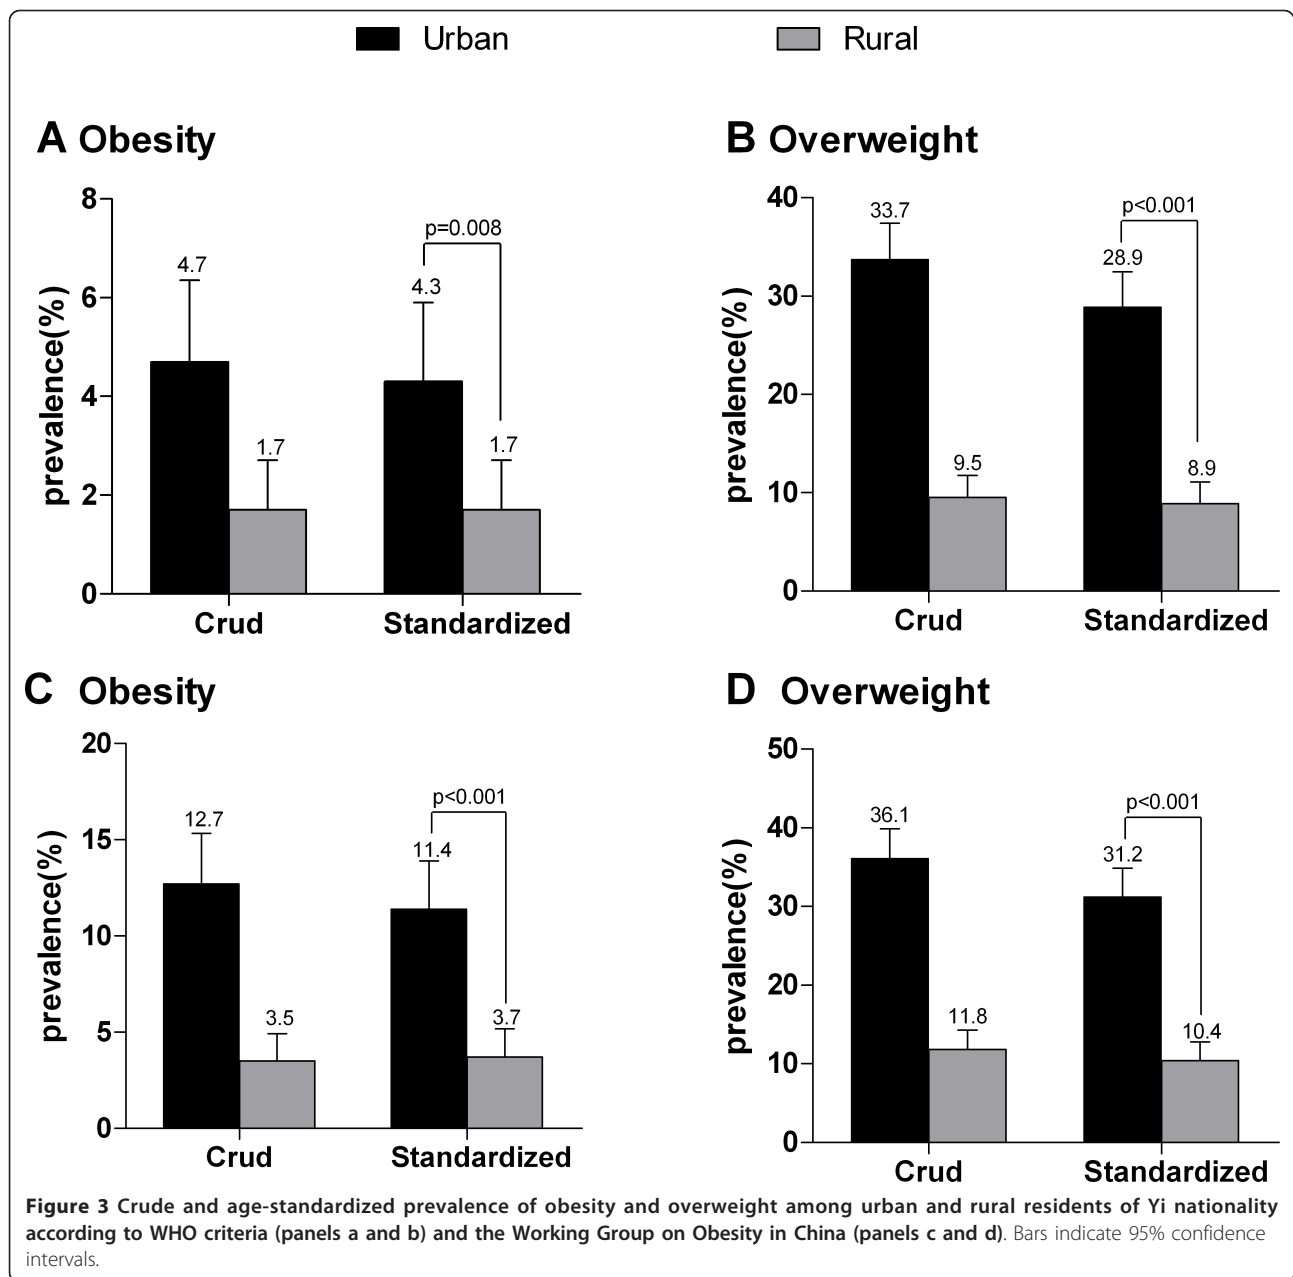 Urban Rural
A Obesity
8
6
4
2
0
prevalence(%)
4.7
1.7
p=0.008
4.3
1.7
Crud Standardized
B Overweight
40
30
20
10
0
prevalence(%)
33.7
9.5
p<0.001
28.9
8.9
Crud Standardized
C Obesity
20
15
10
5
0
prevalence(%)
12.7
3.5
p<0.001
11.4
3.7
Crud Standardized
D Overweight
50
40
30
20
10
0
prevalence(%)
36.1
11.8
p<0.001
31.2
10.4
Crud Standardized
Figure 3 Crude and age-standardized prevalence of obesity and overweight among urban and rural residents of Yi nationality
according to WHO criteria (panels a and b) and the Working Group on Obesity in China (panels c and d). Bars indicate 95% confidence
intervals.